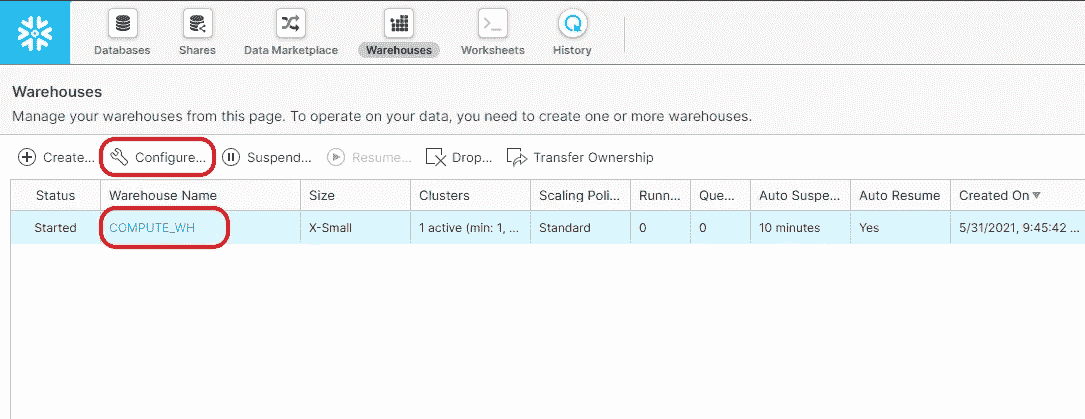 Databases Shares Data Marketplace Warehouses Worksheets History
Warehouses
Manage your warehouses from this page. To operate on your data, you need to create one or more warehouses.
Create... Configure... Suspend... Resume... Drop... Transfer Ownership
Status Warehouse Name Size Clusters Scaling Poli... Runn... Que... Auto Suspe... Auto Resume Created On
Started COMPUTE_WH X-Small 1 active (min: 1, ... Standard 0 0 10 minutes Yes 5/31/2021, 9:45:42 ...